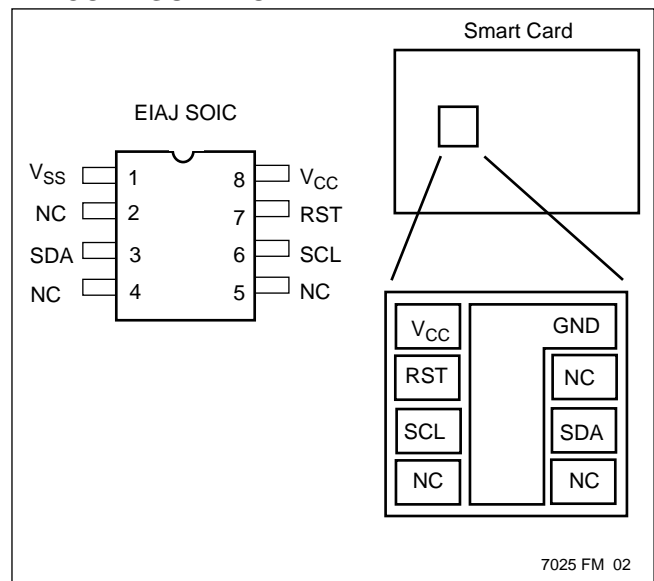 Smart Card
EIAJ SOIC
VSS 1 8 VCC
NC 2 7 RST
SDA 3 6 SCL
NC 4 5 NC
VCC GND
RST NC
SCL SDA
NC NC
7025 FM 02